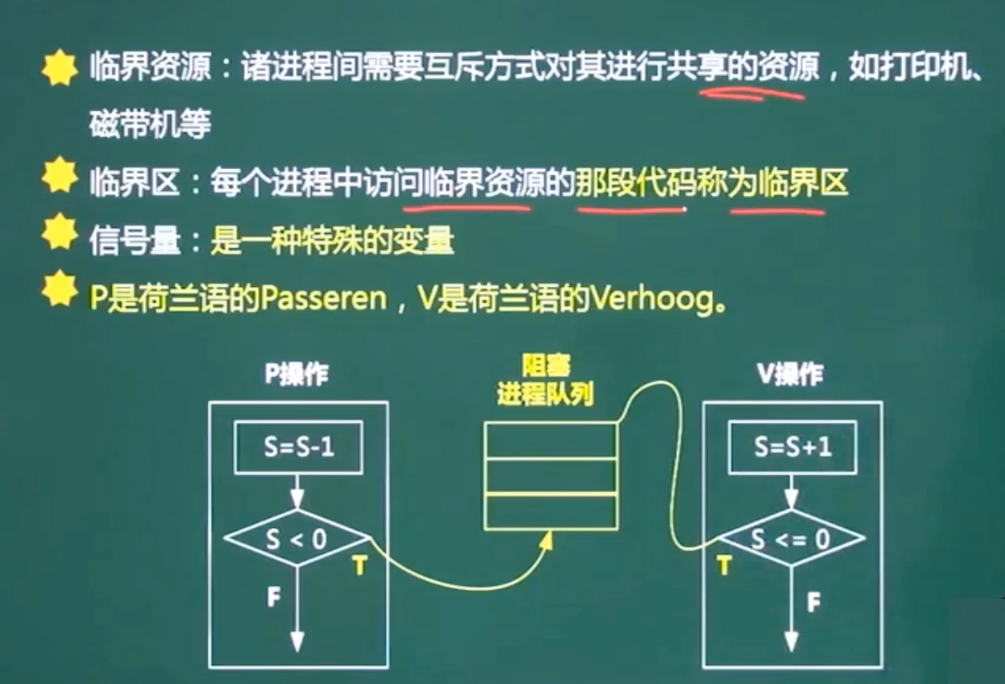 临界资源：诸进程间需要互斥方式对其进行共享的资源，如打印机、
磁带机等
临界区：每个进程中访问临界资源的那段代码称为临界区
信号量：是一种特殊的变量
P是荷兰语的Passeren，V是荷兰语的Verhoog。
P操作
阻塞
进程队列
V操作
S=S-1
S=S+1
S < 0
S <= 0
T
T
F
F